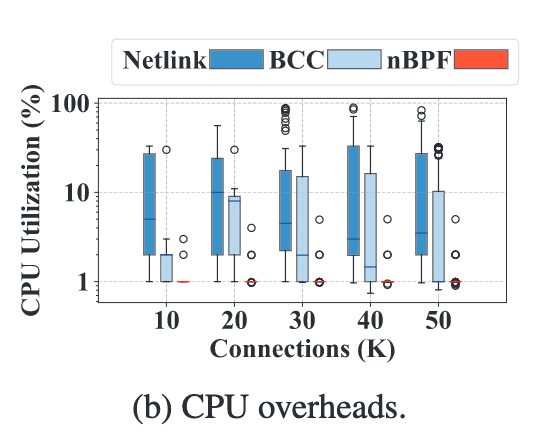 Netlink BCC nBPF
CPU Utilization (%)
100
10
1
10 20 30 40 50
Connections (K)
(b) CPU overheads.